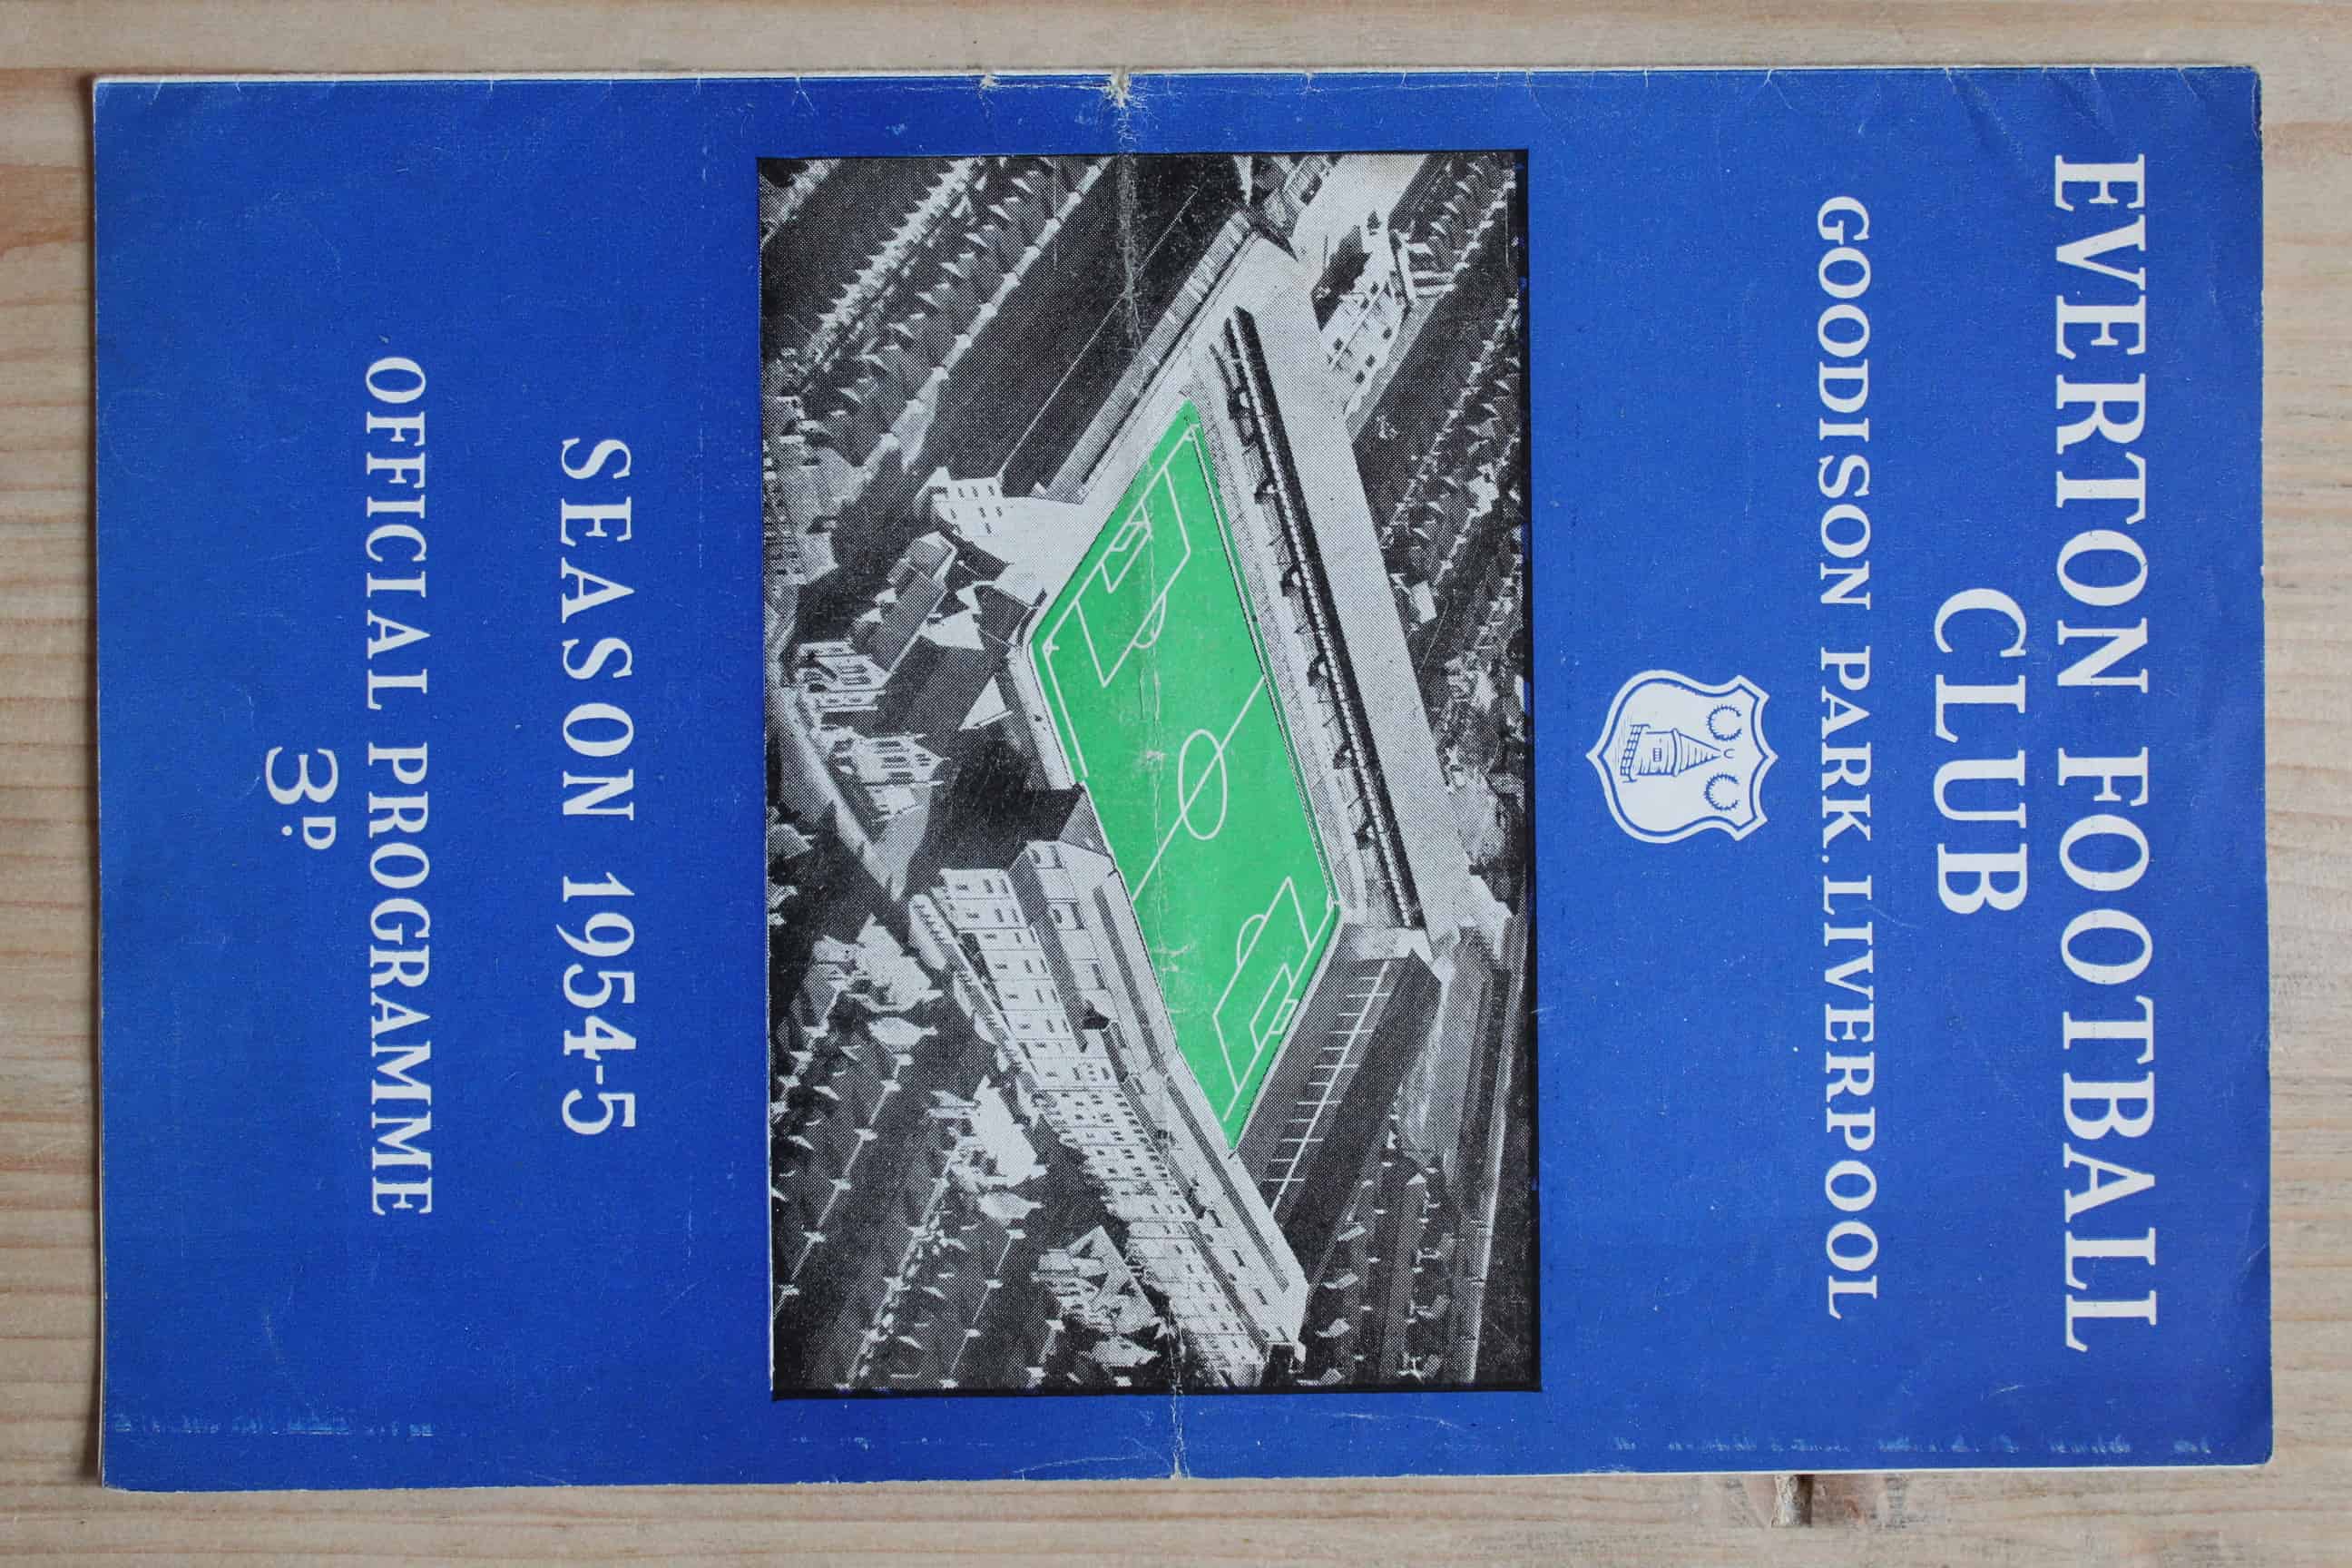 EVERTON FOOTBALL
CLUB
GOODISON PARK. LIVERPOOL
SEASON 1954-5
OFFICIAL PROGRAMME
3D.